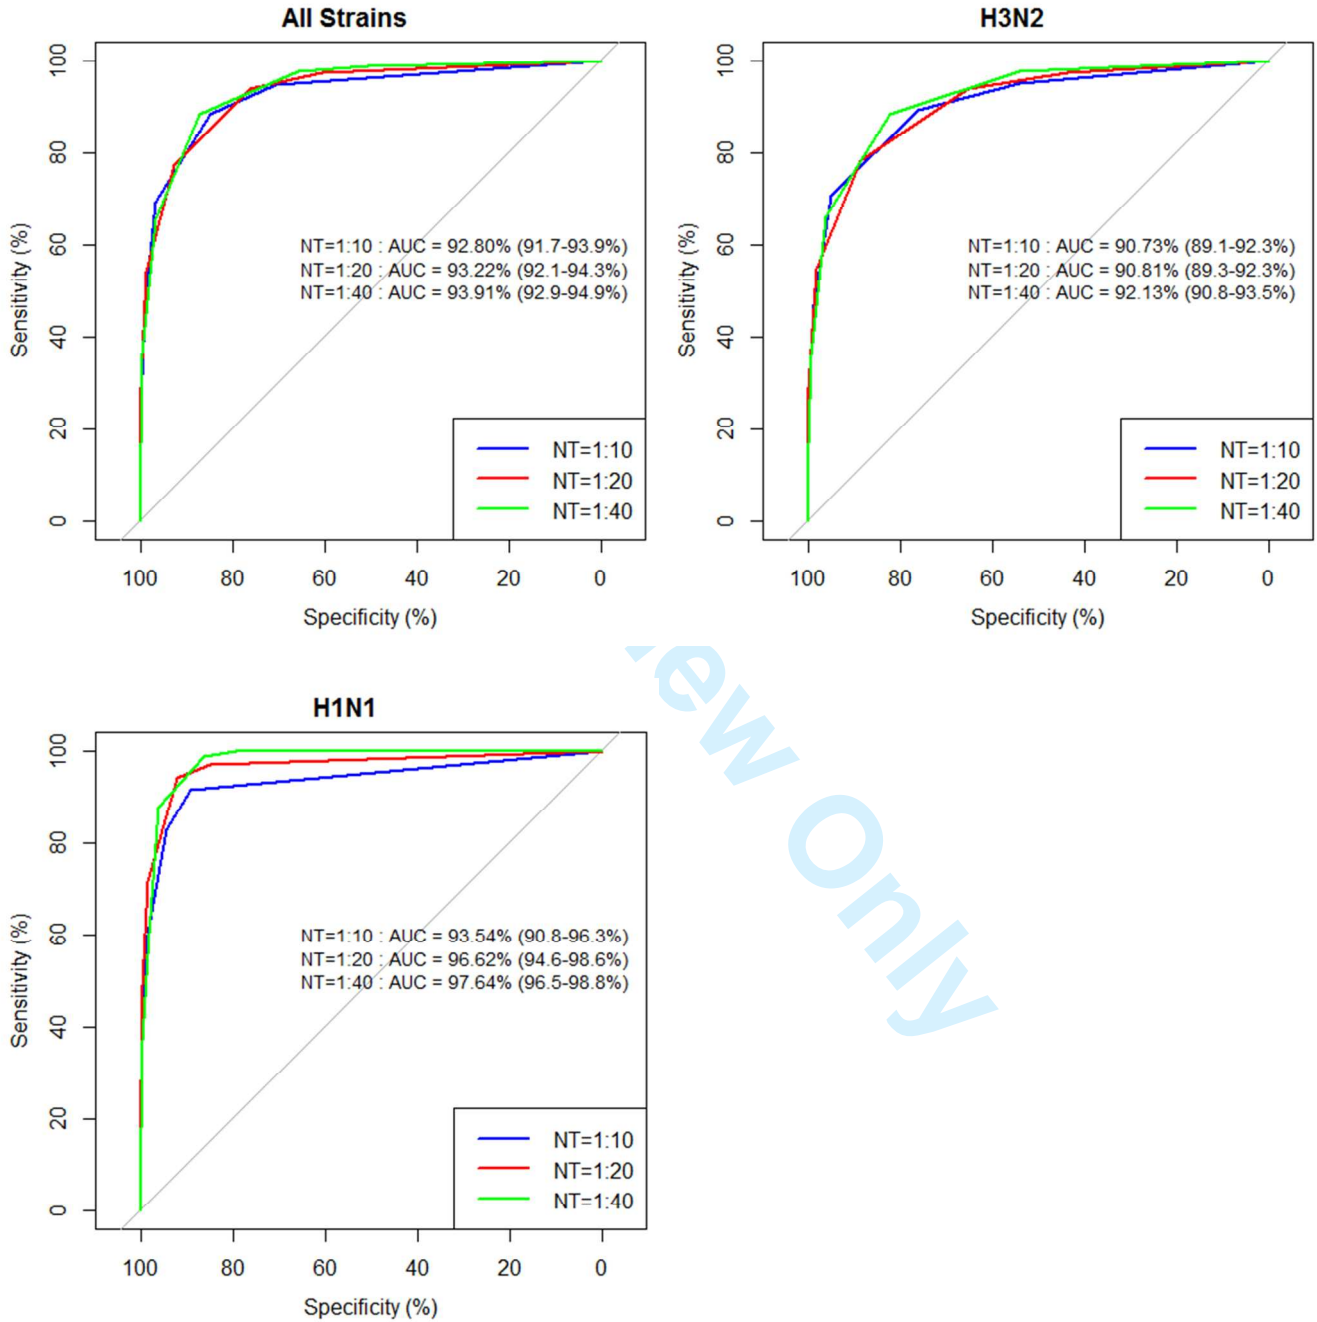 All Strains
100
80
60
40
20
0
Sensitivity (%)
NT=1:10 : AUC = 92.80% (91.7-93.9%)
NT=1:20 : AUC = 93.22% (92.1-94.3%)
NT=1:40 : AUC = 93.91% (92.9-94.9%)
NT=1:10
NT=1:20
NT=1:40
100 80 60 40 20 0
Specificity (%)
H3N2
100
80
60
40
20
0
Sensitivity (%)
NT=1:10 : AUC = 90.73% (89.1-92.3%)
NT=1:20 : AUC = 90.81% (89.3-92.3%)
NT=1:40 : AUC = 92.13% (90.8-93.5%)
NT=1:10
NT=1:20
NT=1:40
100 80 60 40 20 0
Specificity (%)
H1N1
100
80
60
40
20
0
Sensitivity (%)
NT=1:10 : AUC = 93.54% (90.8-96.3%)
NT=1:20 : AUC = 96.62% (94.6-98.6%)
NT=1:40 : AUC = 97.64% (96.5-98.8%)
NT=1:10
NT=1:20
NT=1:40
100 80 60 40 20 0
Specificity (%)
ew Only